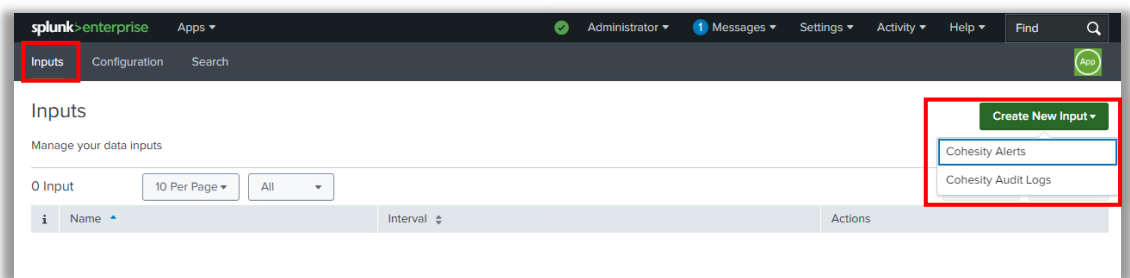 splunk>enterprise Apps Administrator 1 Messages Settings Activity Help Find
Inputs Configuration Search App
Inputs Create New Input
Manage your data inputs Cohesity Alerts
0 Input 10 Per Page All Cohesity Audit Logs
i Name Interval Actions